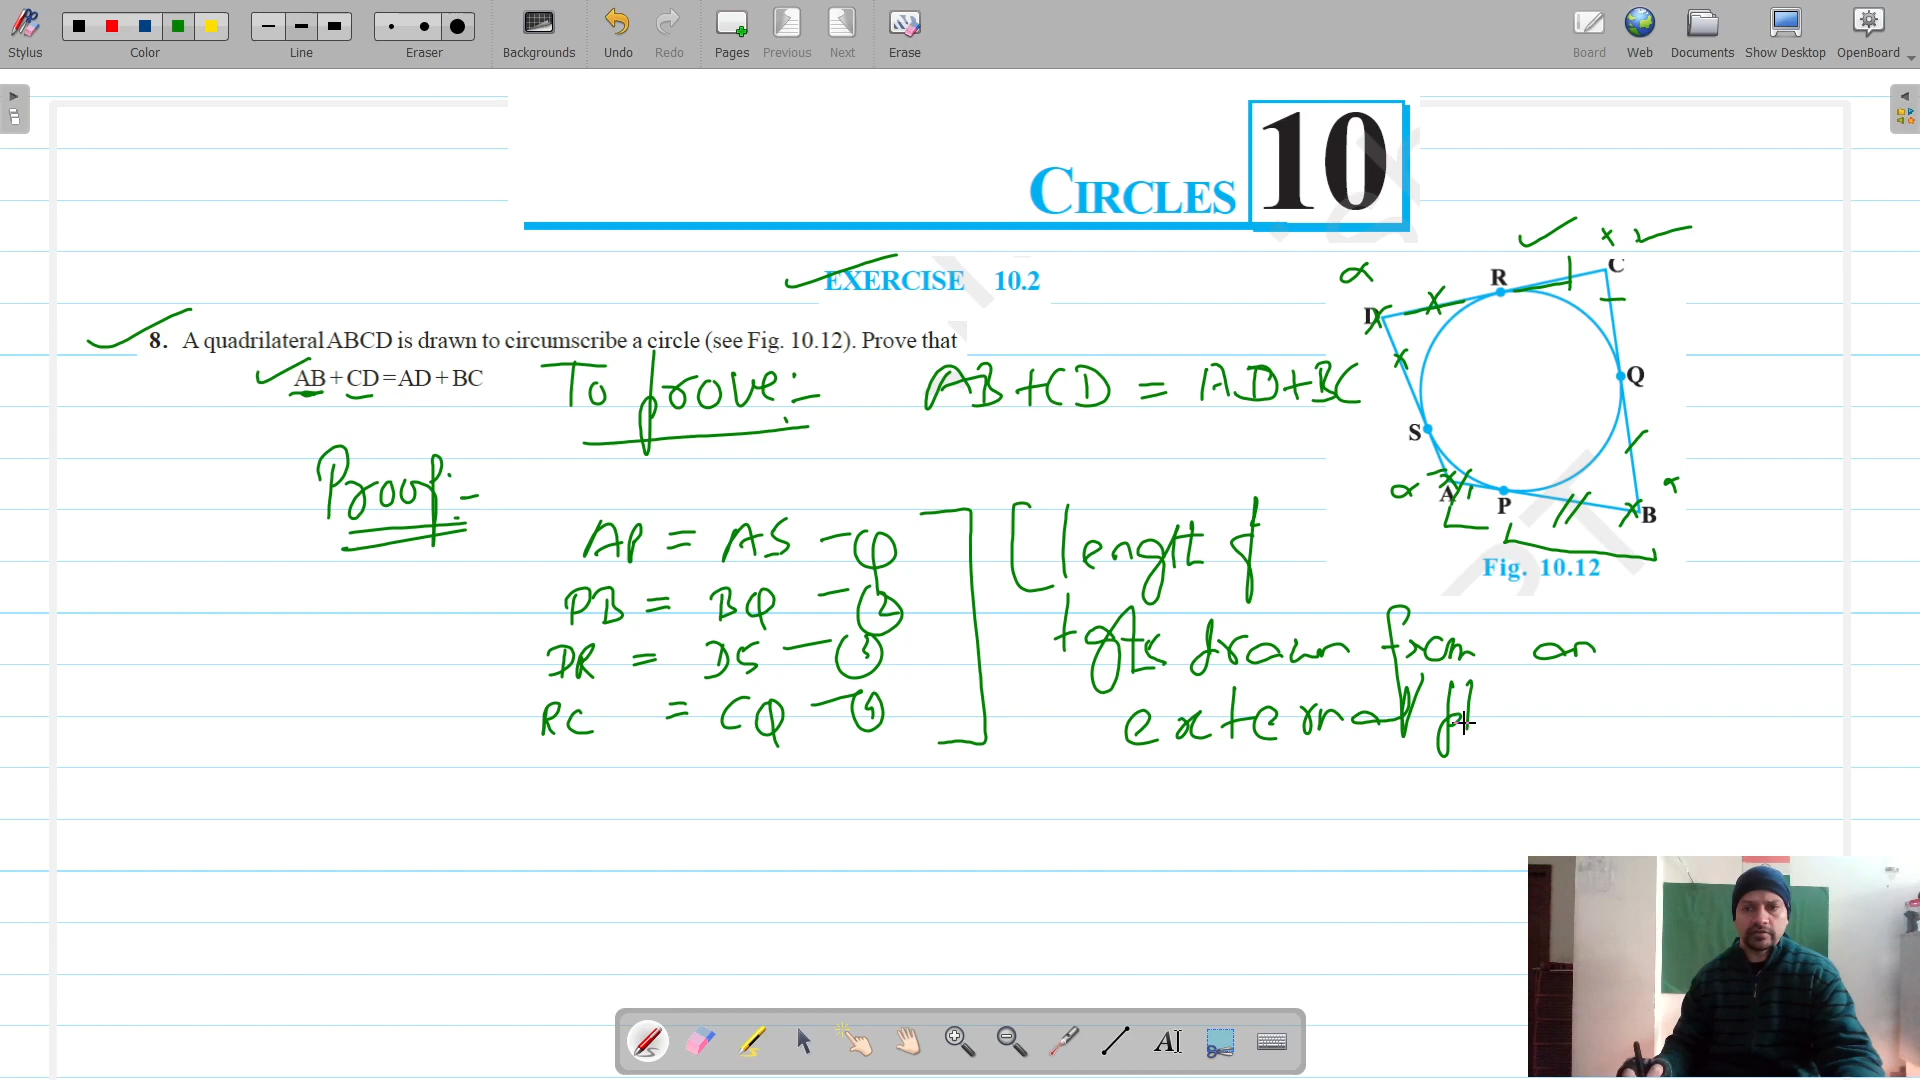 Stylus Color Line Eraser Backgrounds Undo Redo Pages Previous Next Erase Board Web Documents Show Desktop OpenBoard
CIRCLES 10
EXERCISE 10.2
8. A quadrilateral ABCD is drawn to circumscribe a circle (see Fig. 10.12). Prove that
AB + CD = AD + BC
To prove:- AB+CD = AD+BC
Proof:-
AP = AS - (1)
PB = BQ - (2)
DR = DS - (3)
RC = CQ - (4)
[length of
tgts drawn from an
external pt
α
R
C
D
Q
S
α
A
P
B
Fig. 10.12